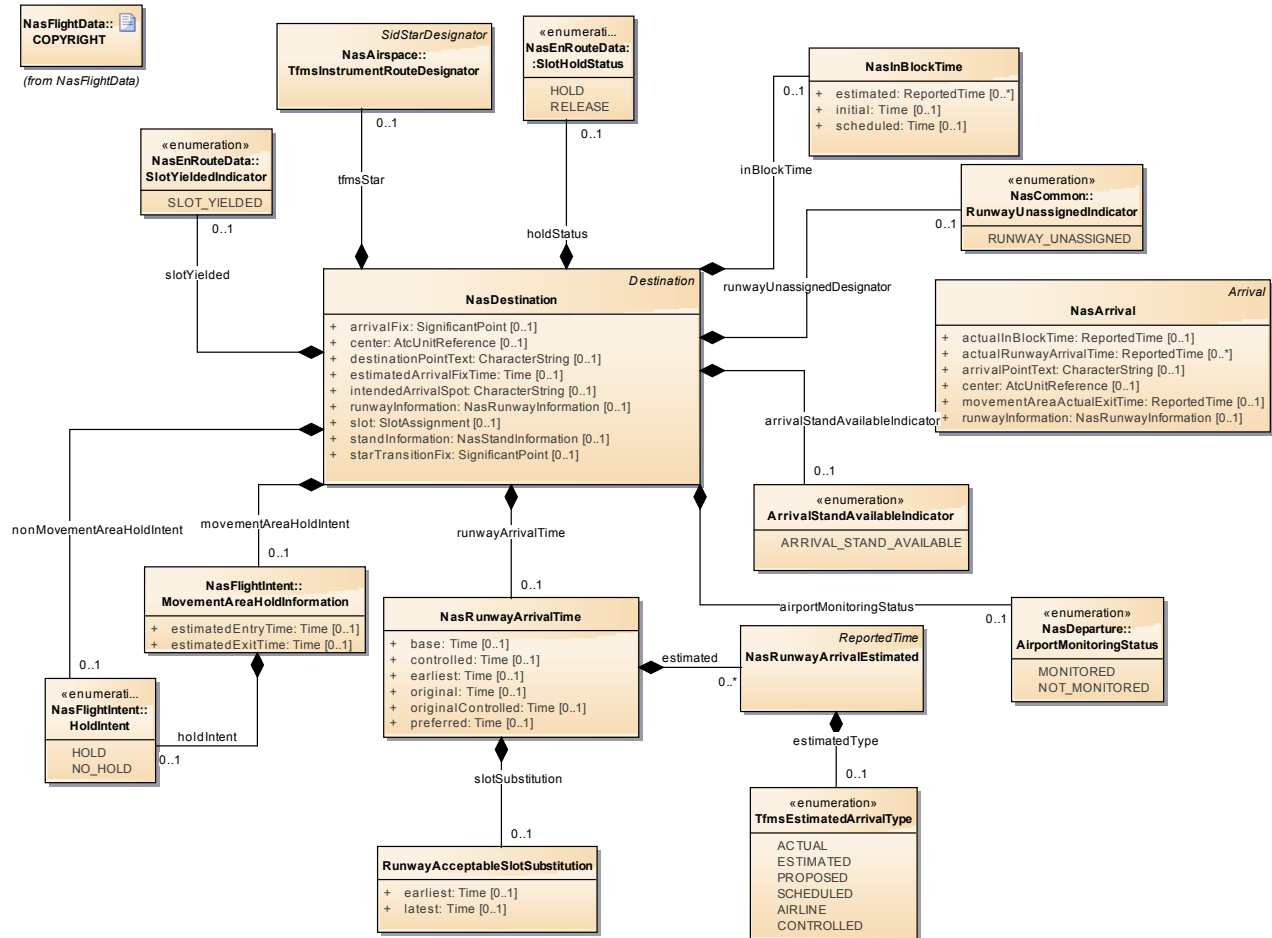 NasFlightData::
COPYRIGHT
(from NasFlightData)
SidStarDesignator
NasAirspace::
TfmsInstrumentRouteDesignator
0..1
tfmsStar
«enumerati...
NasEnRouteData:
:SlotHoldStatus
HOLD
RELEASE
0..1
holdStatus
NasInBlockTime
+ estimated: ReportedTime [0..*]
+ initial: Time [0..1]
+ scheduled: Time [0..1]
0..1
inBlockTime
«enumeration»
NasEnRouteData::
SlotYieldedIndicator
SLOT_YIELDED
0..1
slotYielded
«enumeration»
NasCommon::
RunwayUnassignedIndicator
RUNWAY_UNASSIGNED
0..1
runwayUnassignedDesignator
Destination
NasDestination
+ arrivalFix: SignificantPoint [0..1]
+ center: AtcUnitReference [0..1]
+ destinationPointText: CharacterString [0..1]
+ estimatedArrivalFixTime: Time [0..1]
+ intendedArrivalSpot: CharacterString [0..1]
+ runwayInformation: NasRunwayInformation [0..1]
+ slot: SlotAssignment [0..1]
+ standInformation: NasStandInformation [0..1]
+ starTransitionFix: SignificantPoint [0..1]
Arrival
NasArrival
+ actualInBlockTime: ReportedTime [0..1]
+ actualRunwayArrivalTime: ReportedTime [0..*]
+ arrivalPointText: CharacterString [0..1]
+ center: AtcUnitReference [0..1]
+ movementAreaActualExitTime: ReportedTime [0..1]
+ runwayInformation: NasRunwayInformation [0..1]
arrivalStandAvailableIndicator
0..1
«enumeration»
ArrivalStandAvailableIndicator
ARRIVAL_STAND_AVAILABLE
nonMovementAreaHoldIntent
0..1
movementAreaHoldIntent
0..1
runwayArrivalTime
0..1
NasFlightIntent::
MovementAreaHoldInformation
+ estimatedEntryTime: Time [0..1]
+ estimatedExitTime: Time [0..1]
NasRunwayArrivalTime
+ base: Time [0..1]
+ controlled: Time [0..1]
+ earliest: Time [0..1]
+ original: Time [0..1]
+ originalControlled: Time [0..1]
+ preferred: Time [0..1]
estimated
0..*
ReportedTime
NasRunwayArrivalEstimated
airportMonitoringStatus
0..1
«enumeration»
NasDeparture::
AirportMonitoringStatus
MONITORED
NOT_MONITORED
«enumerati...
NasFlightIntent::
HoldIntent
HOLD
NO_HOLD
holdIntent
0..1
slotSubstitution
0..1
estimatedType
0..1
RunwayAcceptableSlotSubstitution
+ earliest: Time [0..1]
+ latest: Time [0..1]
«enumeration»
TfmsEstimatedArrivalType
ACTUAL
ESTIMATED
PROPOSED
SCHEDULED
AIRLINE
CONTROLLED